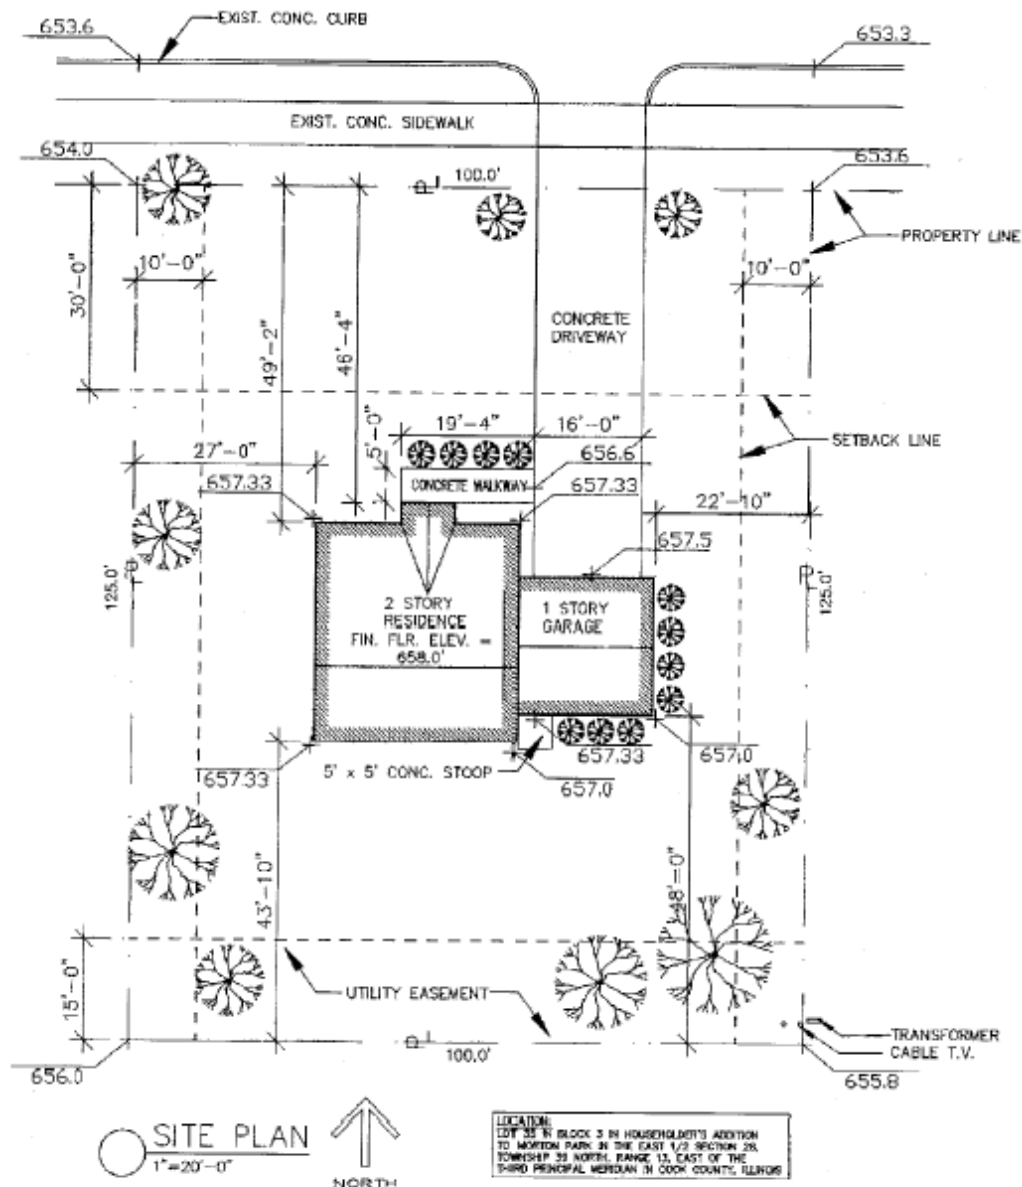 EXIST. CONC. CURB
653.6
653.3
EXIST. CONC. SIDEWALK
654.0
653.6
100.0'
PROPERTY LINE
10'-0"
10'-0"
30'-0"
49'-2"
46'-4"
CONCRETE
DRIVEWAY
19'-4"
16'-0"
5'-0"
SETBACK LINE
27'-0"
656.6
657.33
CONCRETE WALKWAY
657.33
22'-10"
657.5
125.0'
2 STORY
RESIDENCE
FIN. FLR. ELEV. =
658.0'
1 STORY
GARAGE
125.0'
657.33
5' x 5' CONC. STOOP
657.33
657.0
657.0
43'-10"
48'-0"
15'-0"
UTILITY EASEMENT
100.0'
TRANSFORMER
CABLE T.V.
656.0
655.8
SITE PLAN
1"=20'-0"
NORTH
LOCATION:
LOT 35 IN BLOCK 3 IN HOUSEHOLDER'S ADDITION
TO MORTON PARK IN THE EAST 1/2 SECTION 28,
TOWNSHIP 39 NORTH, RANGE 13, EAST OF THE
THIRD PRINCIPAL MERIDIAN IN COOK COUNTY, ILLINOIS